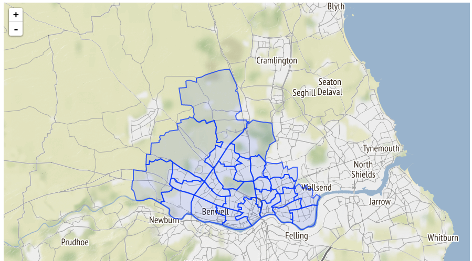 +
-
Blyth
Cramlington
Seaton
Delaval
Seghill
Tynemouth
North
Shields
Wallsend
Jarrow
Newburn
Benwell
Felling
Whitburn
Prudhoe